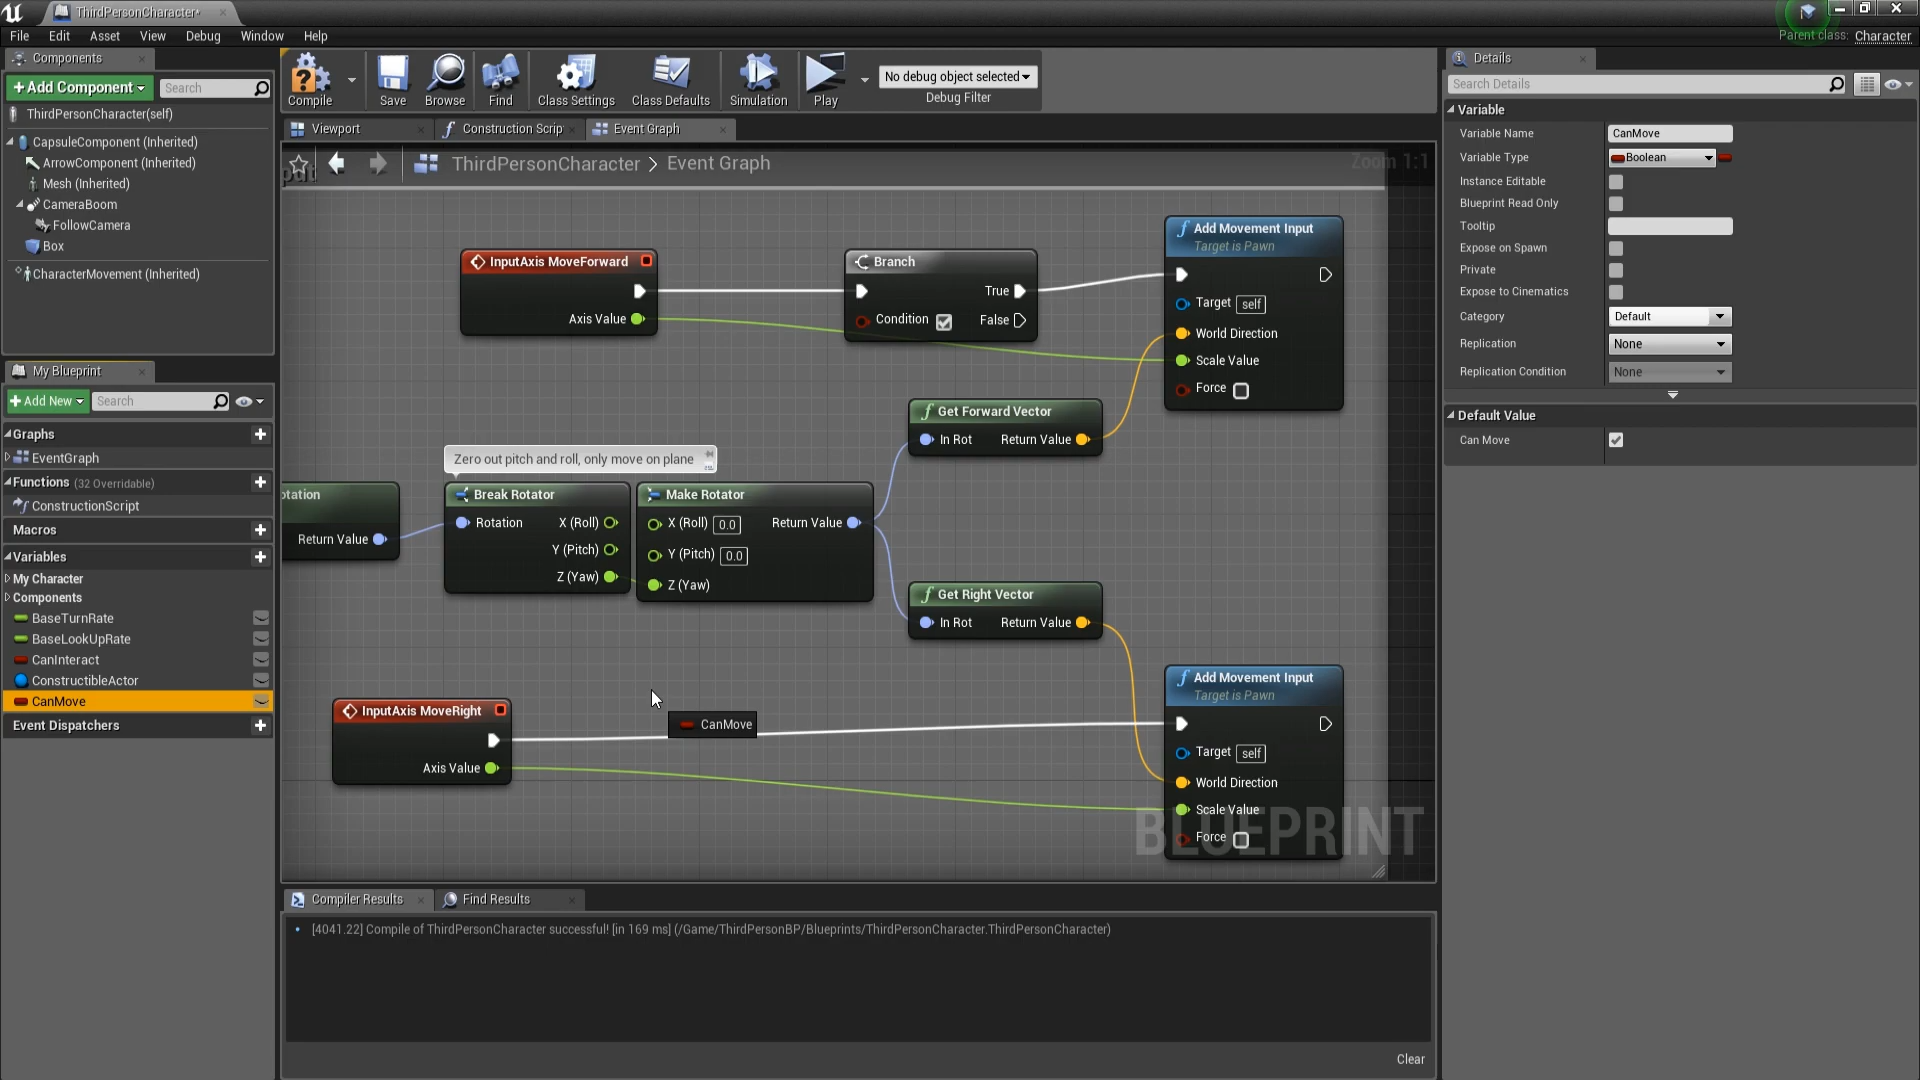 ThirdPersonCharacter*
Parent class: Character
File Edit Asset View Debug Window Help
Components
+Add Component
Search
ThirdPersonCharacter(self)
CapsuleComponent (Inherited)
ArrowComponent (Inherited)
Mesh (Inherited)
CameraBoom
FollowCamera
Box
CharacterMovement (Inherited)
My Blueprint
+Add New
Search
Graphs
EventGraph
Functions (32 Overridable)
ConstructionScript
Macros
Variables
My Character
Components
BaseTurnRate
BaseLookUpRate
CanInteract
ConstructibleActor
CanMove
Event Dispatchers
Compile
Save
Browse
Find
Class Settings
Class Defaults
Simulation
Play
No debug object selected
Debug Filter
Viewport
Construction Scrip
Event Graph
ThirdPersonCharacter > Event Graph
Zoom 1:1
InputAxis MoveForward
Axis Value
Branch
True
Condition
False
Add Movement Input
Target is Pawn
Target self
World Direction
Scale Value
Force
Get Forward Vector
In Rot Return Value
Zero out pitch and roll, only move on plane
otation
Return Value
Break Rotator
Rotation X (Roll)
Y (Pitch)
Z (Yaw)
Make Rotator
X (Roll) 0.0 Return Value
Y (Pitch) 0.0
Z (Yaw)
Get Right Vector
In Rot Return Value
InputAxis MoveRight
Axis Value
CanMove
Add Movement Input
Target is Pawn
Target self
World Direction
Scale Value
Force
BLUEPRINT
Compiler Results
Find Results
[4041.22] Compile of ThirdPersonCharacter successful! [in 169 ms] (/Game/ThirdPersonBP/Blueprints/ThirdPersonCharacter.ThirdPersonCharacter)
Clear
Details
Search Details
Variable
Variable Name CanMove
Variable Type Boolean
Instance Editable
Blueprint Read Only
Tooltip
Expose on Spawn
Private
Expose to Cinematics
Category Default
Replication None
Replication Condition None
Default Value
Can Move